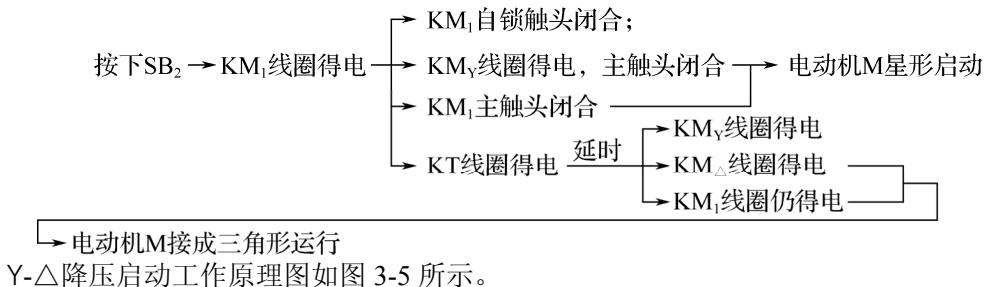 KM₁自锁触头闭合；
按下SB₂ → KM₁线圈得电 → KM_Y线圈得电，主触头闭合 → 电动机M星形启动
KM₁主触头闭合
KT线圈得电 延时 KM_Y线圈得电
KM_△线圈得电
KM₁线圈仍得电
电动机M接成三角形运行
Y-△降压启动工作原理图如图 3-5 所示。